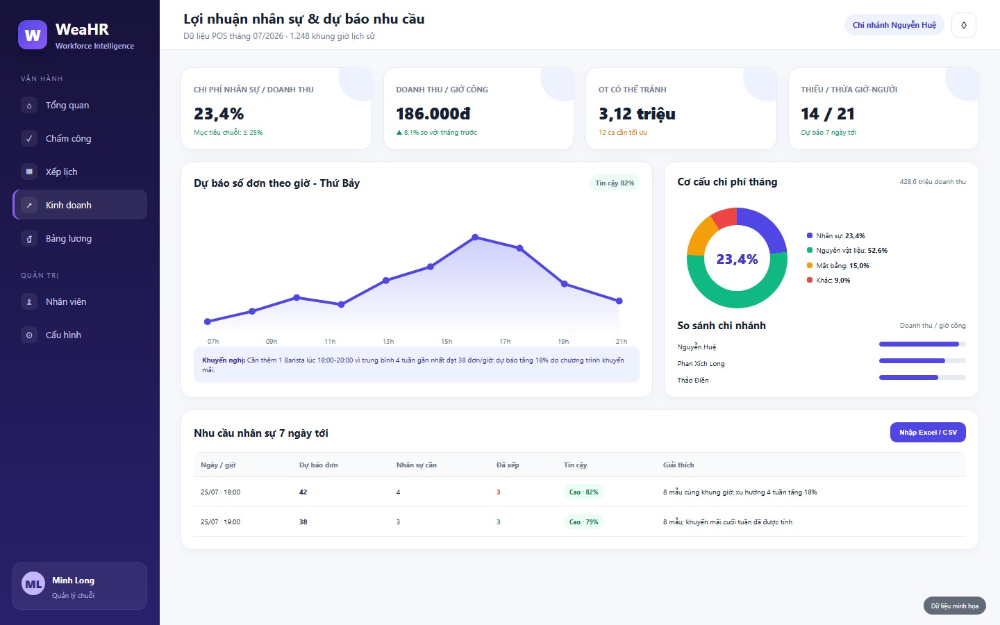 W
WeaHR
Workforce Intelligence
VẬN HÀNH
Tổng quan
Chấm công
Xếp lịch
Kinh doanh
₫
Bảng lương
QUẢN TRỊ
Nhân viên
Cấu hình
ML
Minh Long
Quản lý chuỗi
Lợi nhuận nhân sự & dự báo nhu cầu
Dữ liệu POS tháng 07/2026 · 1.248 khung giờ lịch sử
Chi nhánh Nguyễn Huệ
CHI PHÍ NHÂN SỰ / DOANH THU
23,4%
Mục tiêu chuỗi: ≤ 25%
DOANH THU / GIỜ CÔNG
186.000đ
▲ 8,1% so với tháng trước
OT CÓ THỂ TRÁNH
3,12 triệu
12 ca cần tối ưu
THIẾU / THỪA GIỜ-NGƯỜI
14 / 21
Dự báo 7 ngày tới
Dự báo số đơn theo giờ - Thứ Bảy
Tin cậy 82%
07h 09h 11h 13h 15h 17h 19h 21h
Khuyến nghị: Cần thêm 1 Barista lúc 18:00-20:00 vì trung bình 4 tuần gần nhất đạt 38 đơn/giờ; dự báo tăng 18% do chương trình khuyến
mãi.
Cơ cấu chi phí tháng
428,6 triệu doanh thu
23,4%
Nhân sự: 23,4%
Nguyên vật liệu: 52,6%
Mặt bằng: 15,0%
Khác: 9,0%
So sánh chi nhánh
Doanh thu / giờ công
Nguyễn Huệ
Phan Xích Long
Thảo Điền
Nhu cầu nhân sự 7 ngày tới
Nhập Excel / CSV
Ngày / giờ Dự báo đơn Nhân sự cần Đã xếp Tin cậy Giải thích
25/07 · 18:00 42 4 3 Cao · 82% 8 mẫu cùng khung giờ; xu hướng 4 tuần tăng 18%
25/07 · 19:00 38 3 3 Cao · 79% 8 mẫu; khuyến mãi cuối tuần đã được tính
Dữ liệu minh họa